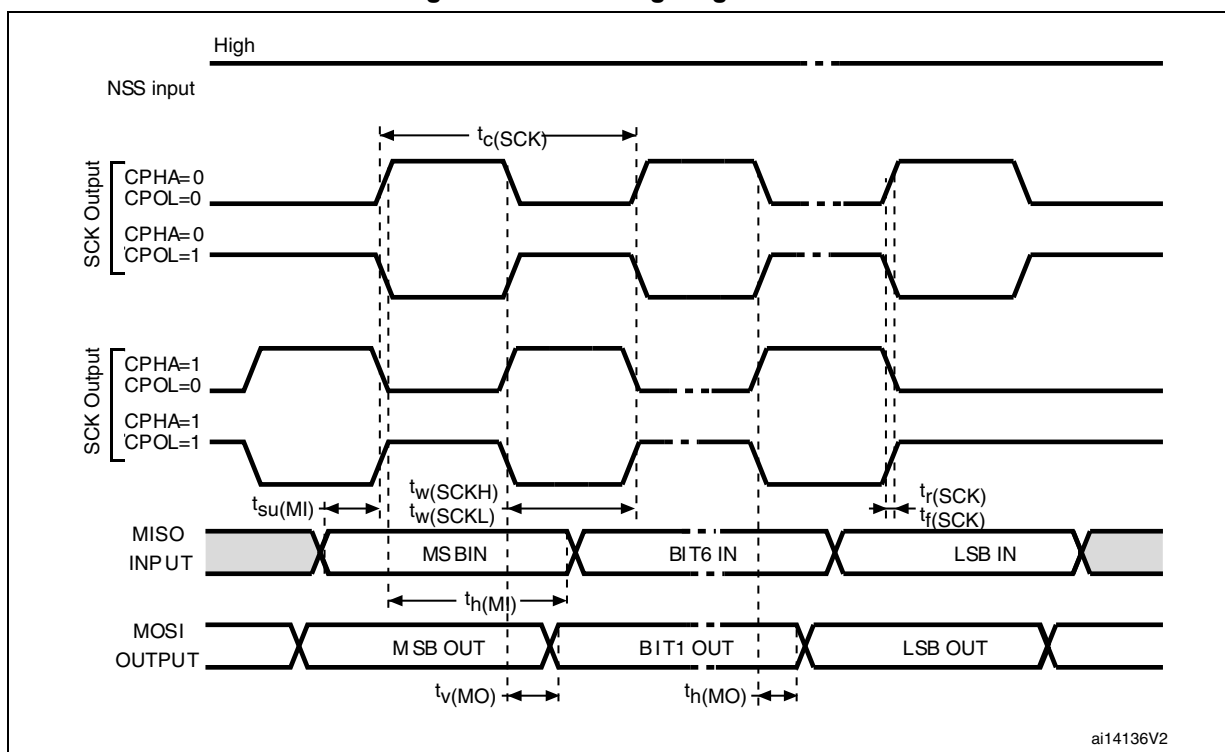 High
NSS input
tc(SCK)
SCK Output
CPHA=0
CPOL=0
CPHA=0
CPOL=1
SCK Output
CPHA=1
CPOL=0
CPHA=1
CPOL=1
tsu(MI)
tw(SCKH)
tw(SCKL)
tr(SCK)
tf(SCK)
MISO
INPUT
MSBIN
BIT6 IN
LSB IN
th(MI)
MOSI
OUTPUT
MSB OUT
BIT1 OUT
LSB OUT
tv(MO)
th(MO)
ai14136V2